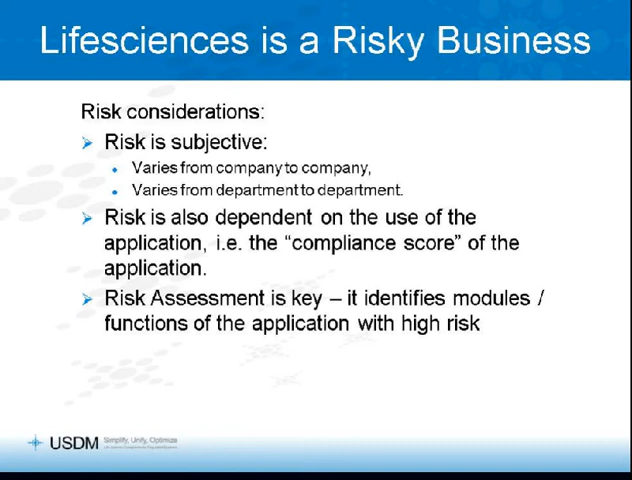 Lifesciences is a Risky Business
Risk considerations:
Risk is subjective:
Varies from company to company,
Varies from department to department.
Risk is also dependent on the use of the
application, i.e. the “compliance score” of the
application.
Risk Assessment is key – it identifies modules /
functions of the application with high risk
USDM
Simplify, Unify, Optimize